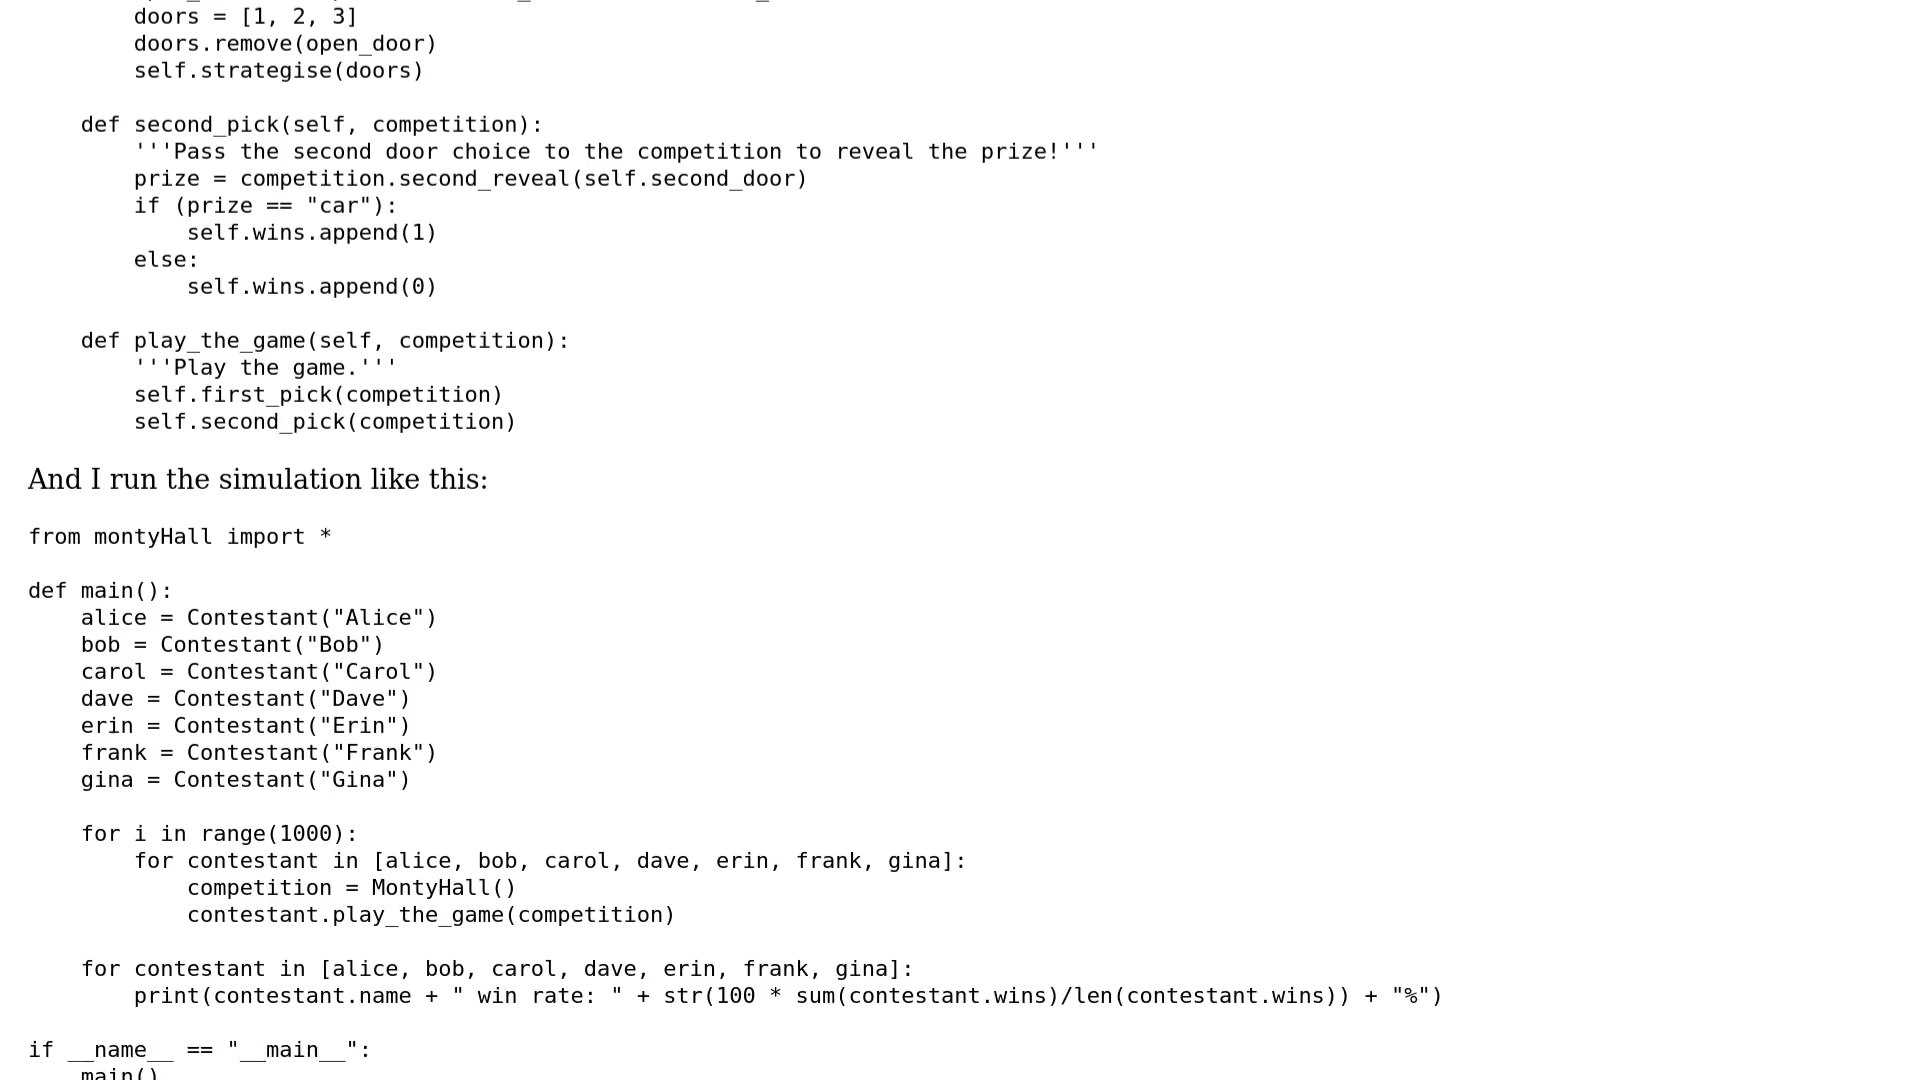 doors = [1, 2, 3]
        doors.remove(open_door)
        self.strategise(doors)

    def second_pick(self, competition):
        '''Pass the second door choice to the competition to reveal the prize!'''
        prize = competition.second_reveal(self.second_door)
        if (prize == "car"):
            self.wins.append(1)
        else:
            self.wins.append(0)

    def play_the_game(self, competition):
        '''Play the game.'''
        self.first_pick(competition)
        self.second_pick(competition)

And I run the simulation like this:

from montyHall import *

def main():
    alice = Contestant("Alice")
    bob = Contestant("Bob")
    carol = Contestant("Carol")
    dave = Contestant("Dave")
    erin = Contestant("Erin")
    frank = Contestant("Frank")
    gina = Contestant("Gina")

    for i in range(1000):
        for contestant in [alice, bob, carol, dave, erin, frank, gina]:
            competition = MontyHall()
            contestant.play_the_game(competition)

    for contestant in [alice, bob, carol, dave, erin, frank, gina]:
        print(contestant.name + " win rate: " + str(100 * sum(contestant.wins)/len(contestant.wins)) + "%")

if __name__ == "__main__":
    main()